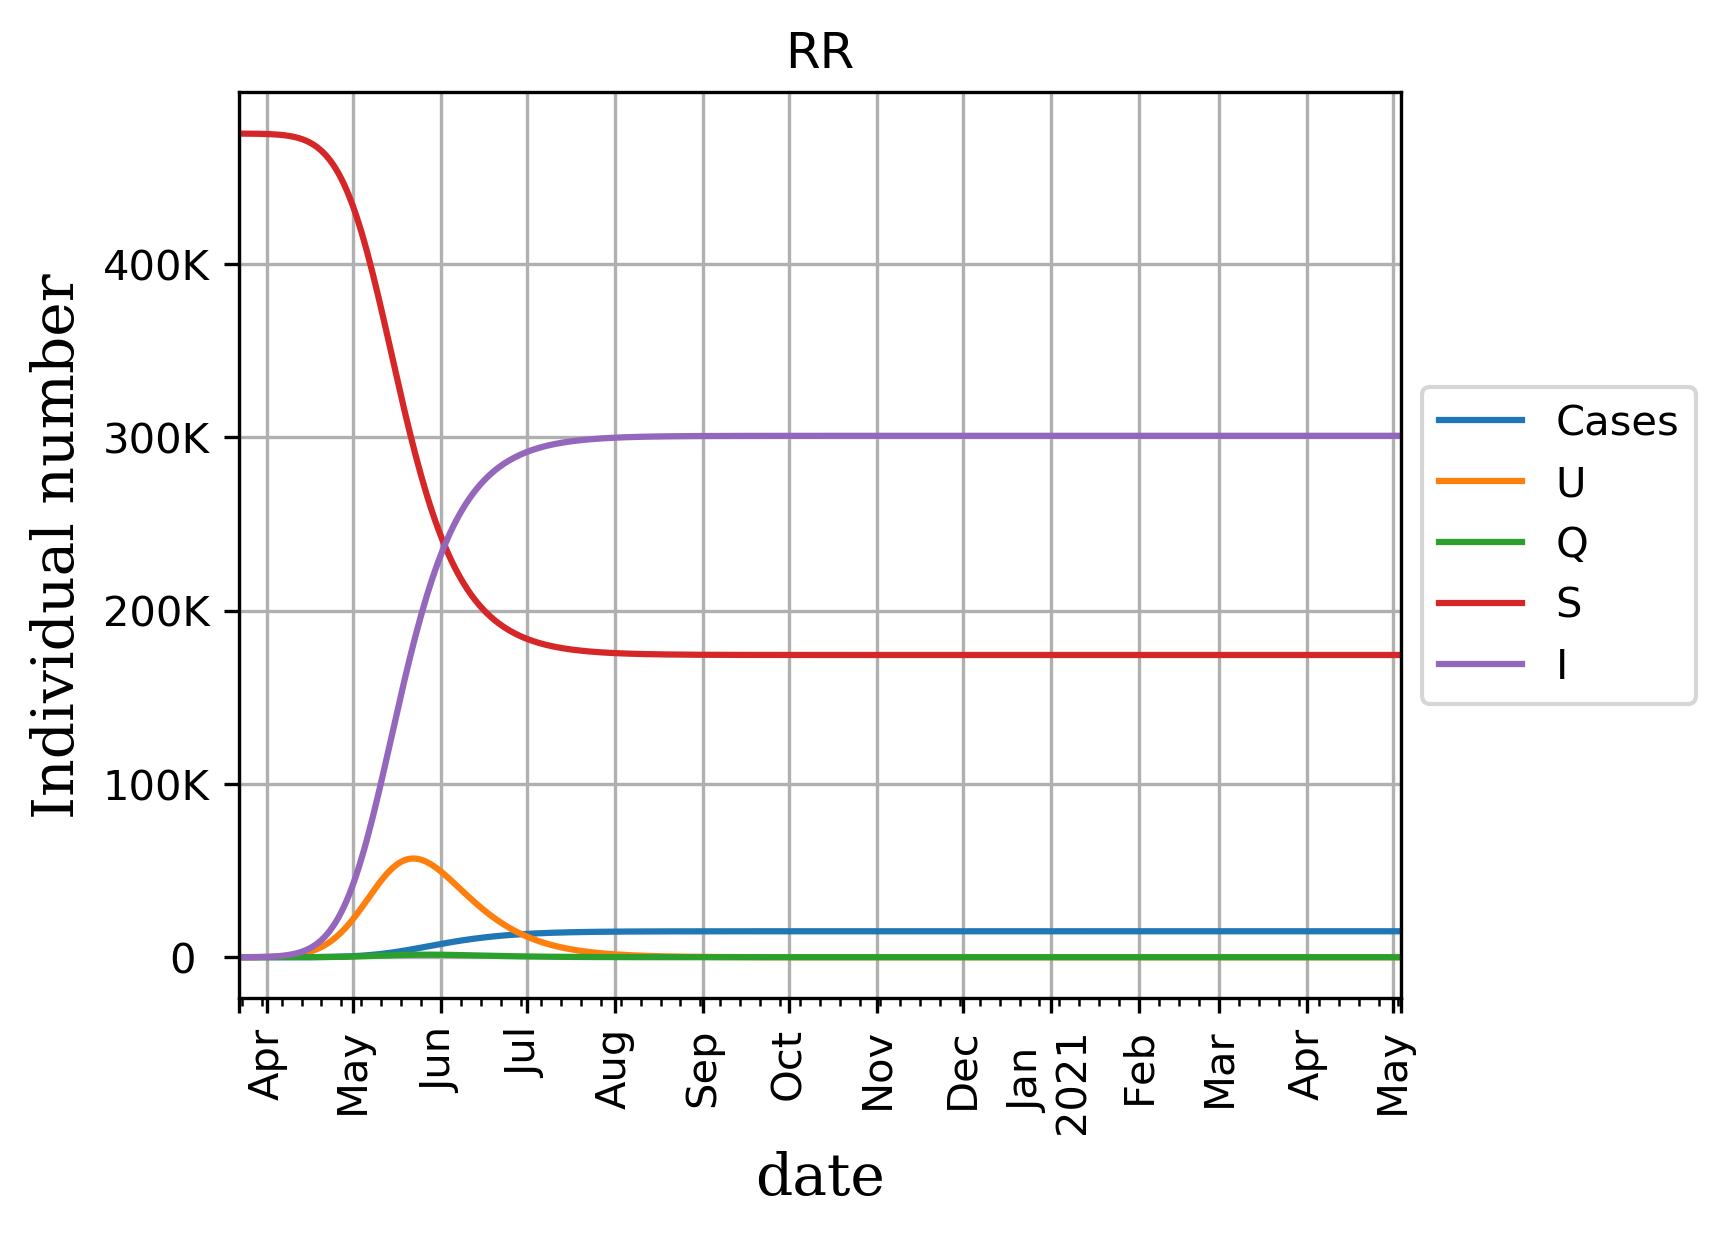 RR
Individual number
400K
300K
200K
100K
0
Apr
May
Jun
Jul
Aug
Sep
Oct
Nov
Dec
Jan
2021
Feb
Mar
Apr
May
date
Cases
U
Q
S
I